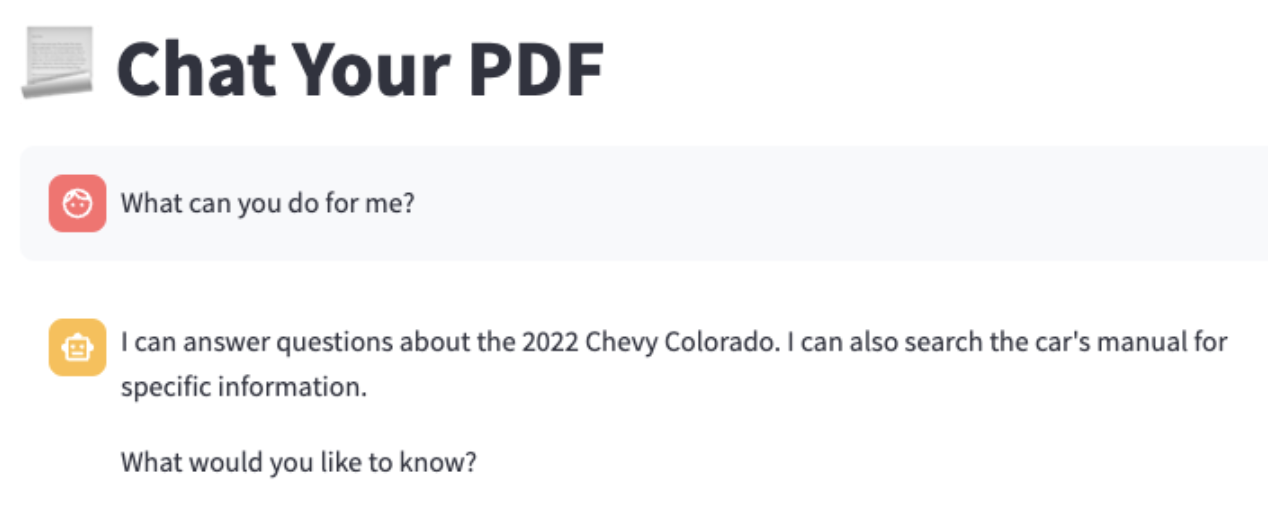 Chat Your PDF
What can you do for me?
I can answer questions about the 2022 Chevy Colorado. I can also search the car's manual for
specific information.
What would you like to know?